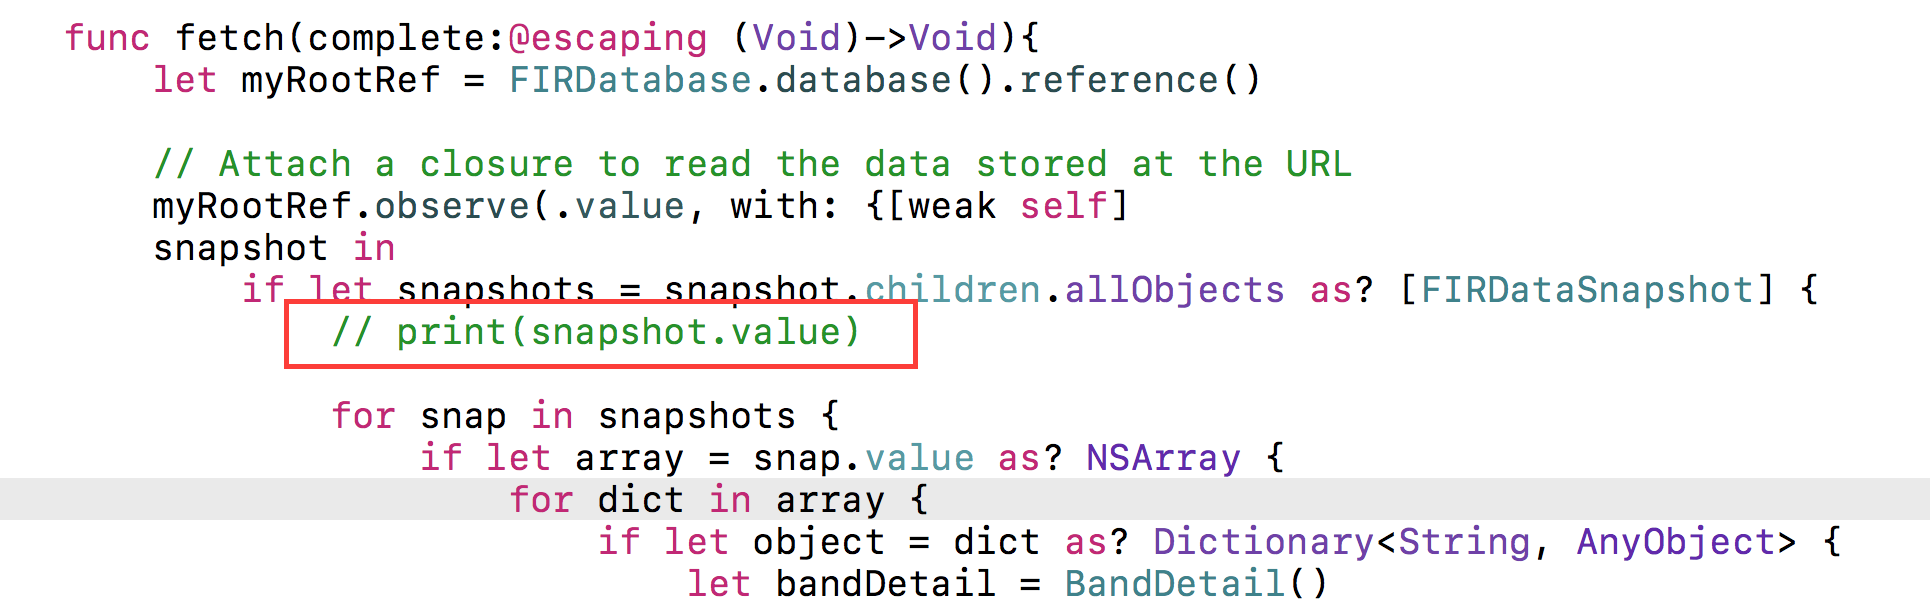 func fetch(complete:@escaping (Void)->Void){
let myRootRef = FIRDatabase.database().reference()
// Attach a closure to read the data stored at the URL
myRootRef.observe(.value, with: {[weak self]
snapshot in
if let snapshots = snapshot.children.allObjects as? [FIRDataSnapshot] {
// print(snapshot.value)
for snap in snapshots {
if let array = snap.value as? NSArray {
for dict in array {
if let object = dict as? Dictionary<String, AnyObject> {
let bandDetail = BandDetail()